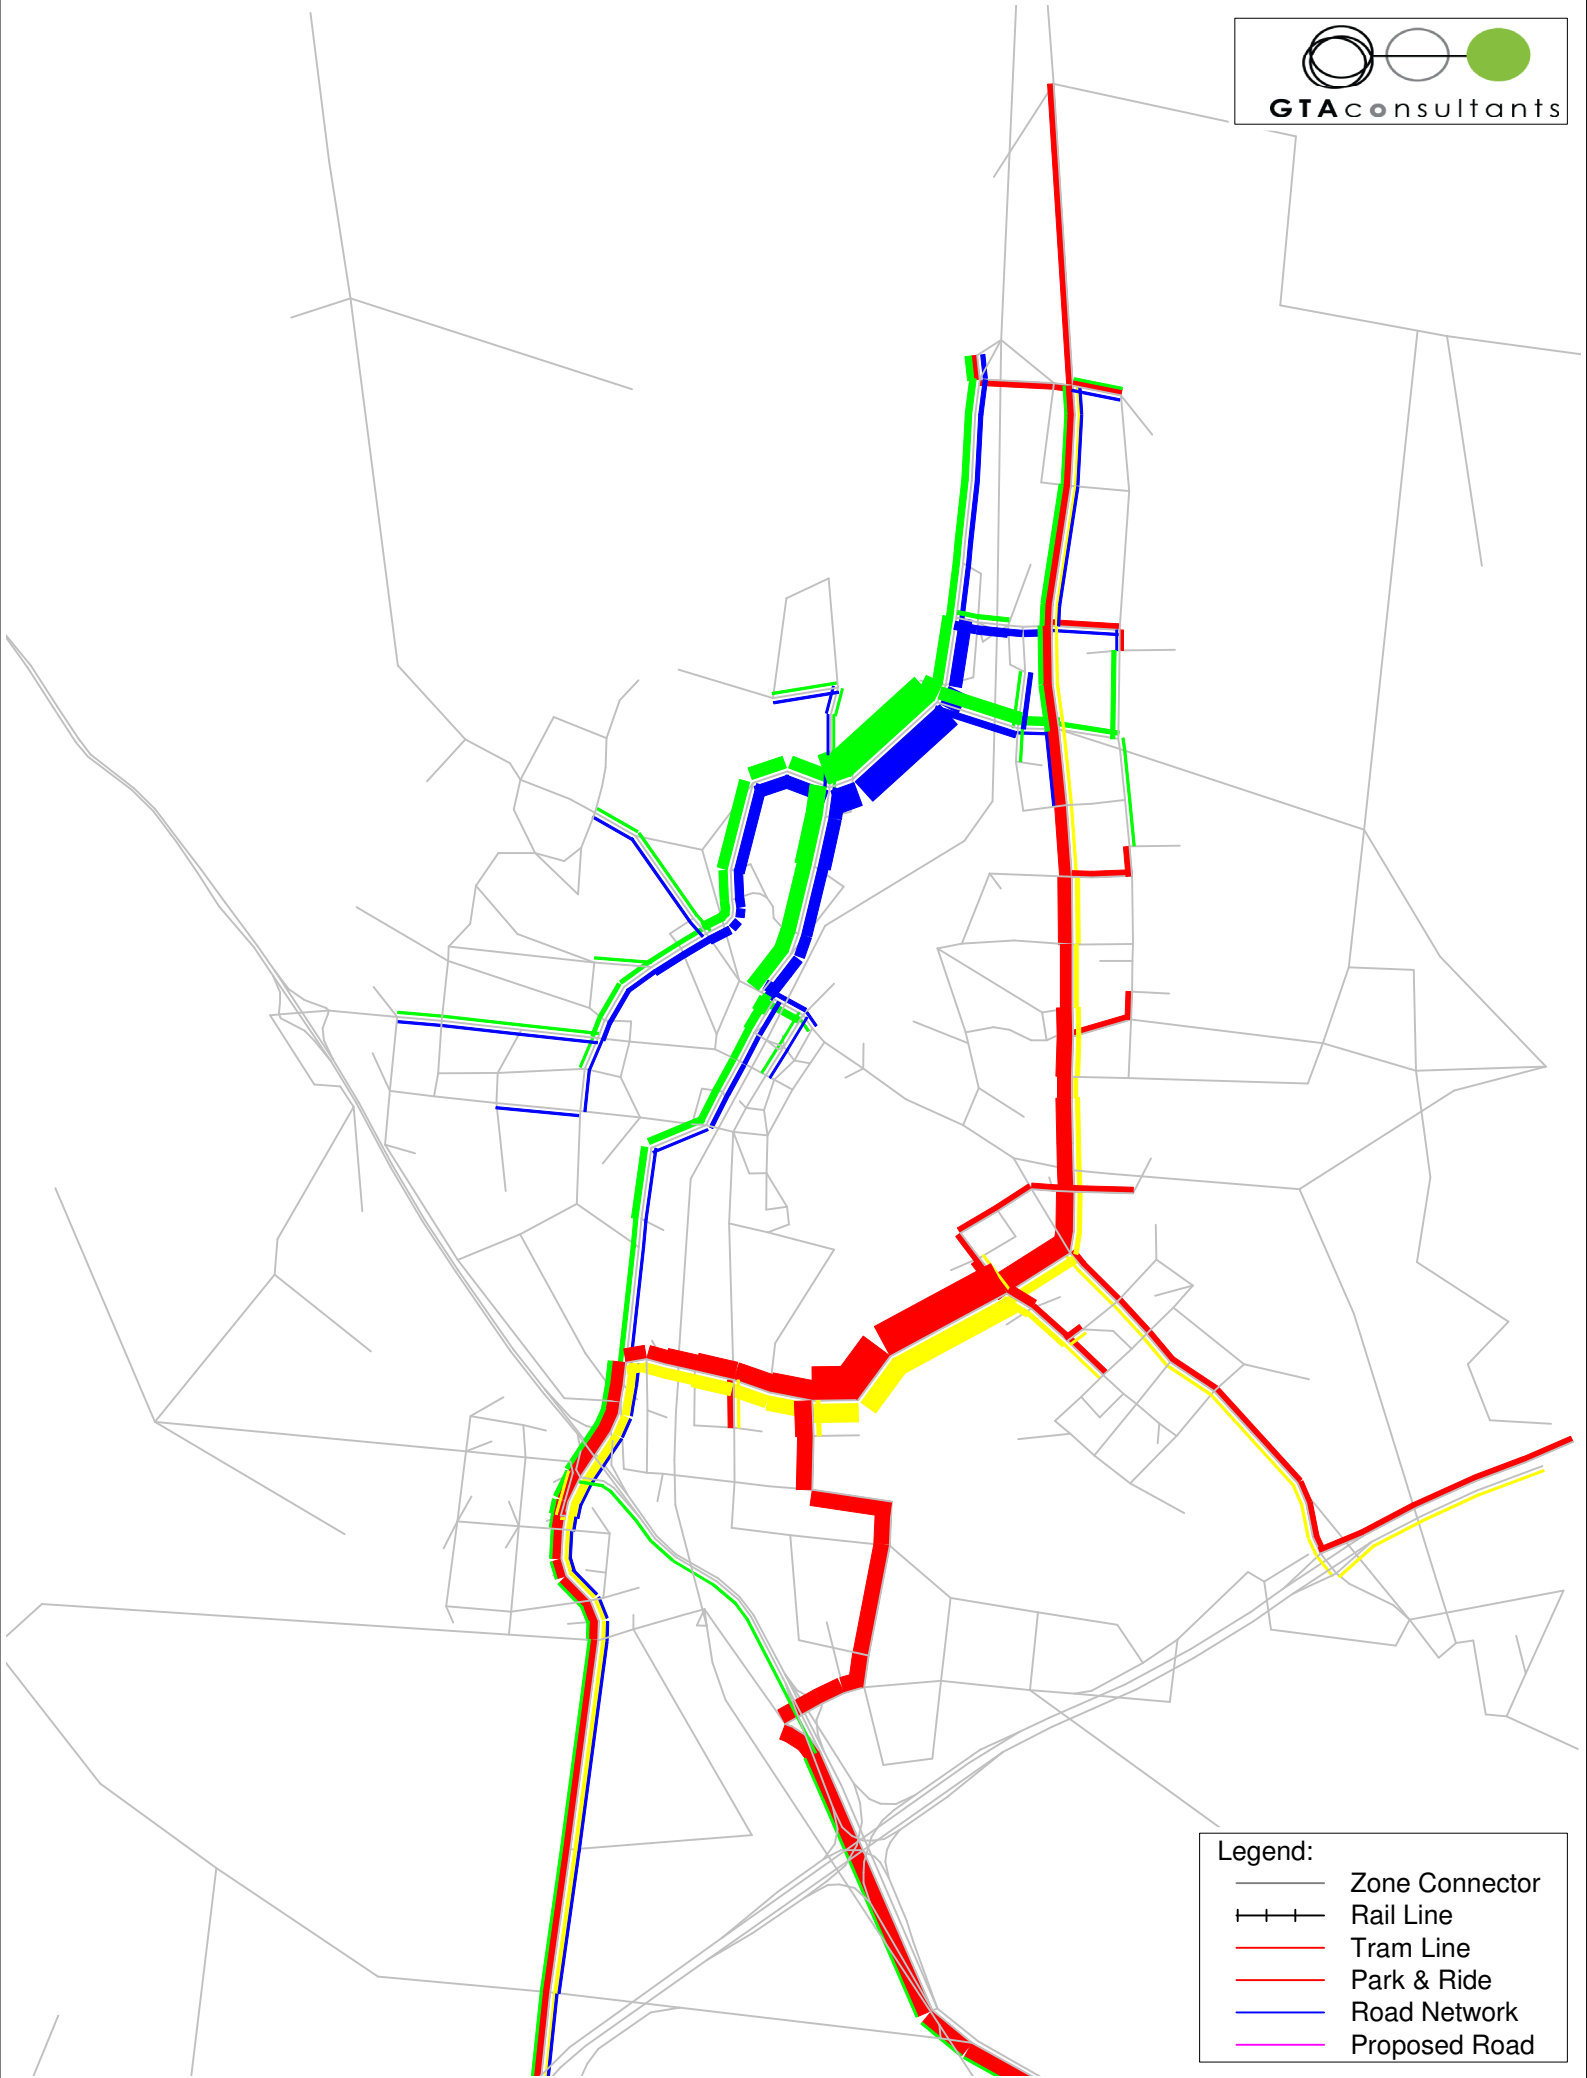 GTAconsultants
Legend:
Zone Connector
Rail Line
Tram Line
Park & Ride
Road Network
Proposed Road